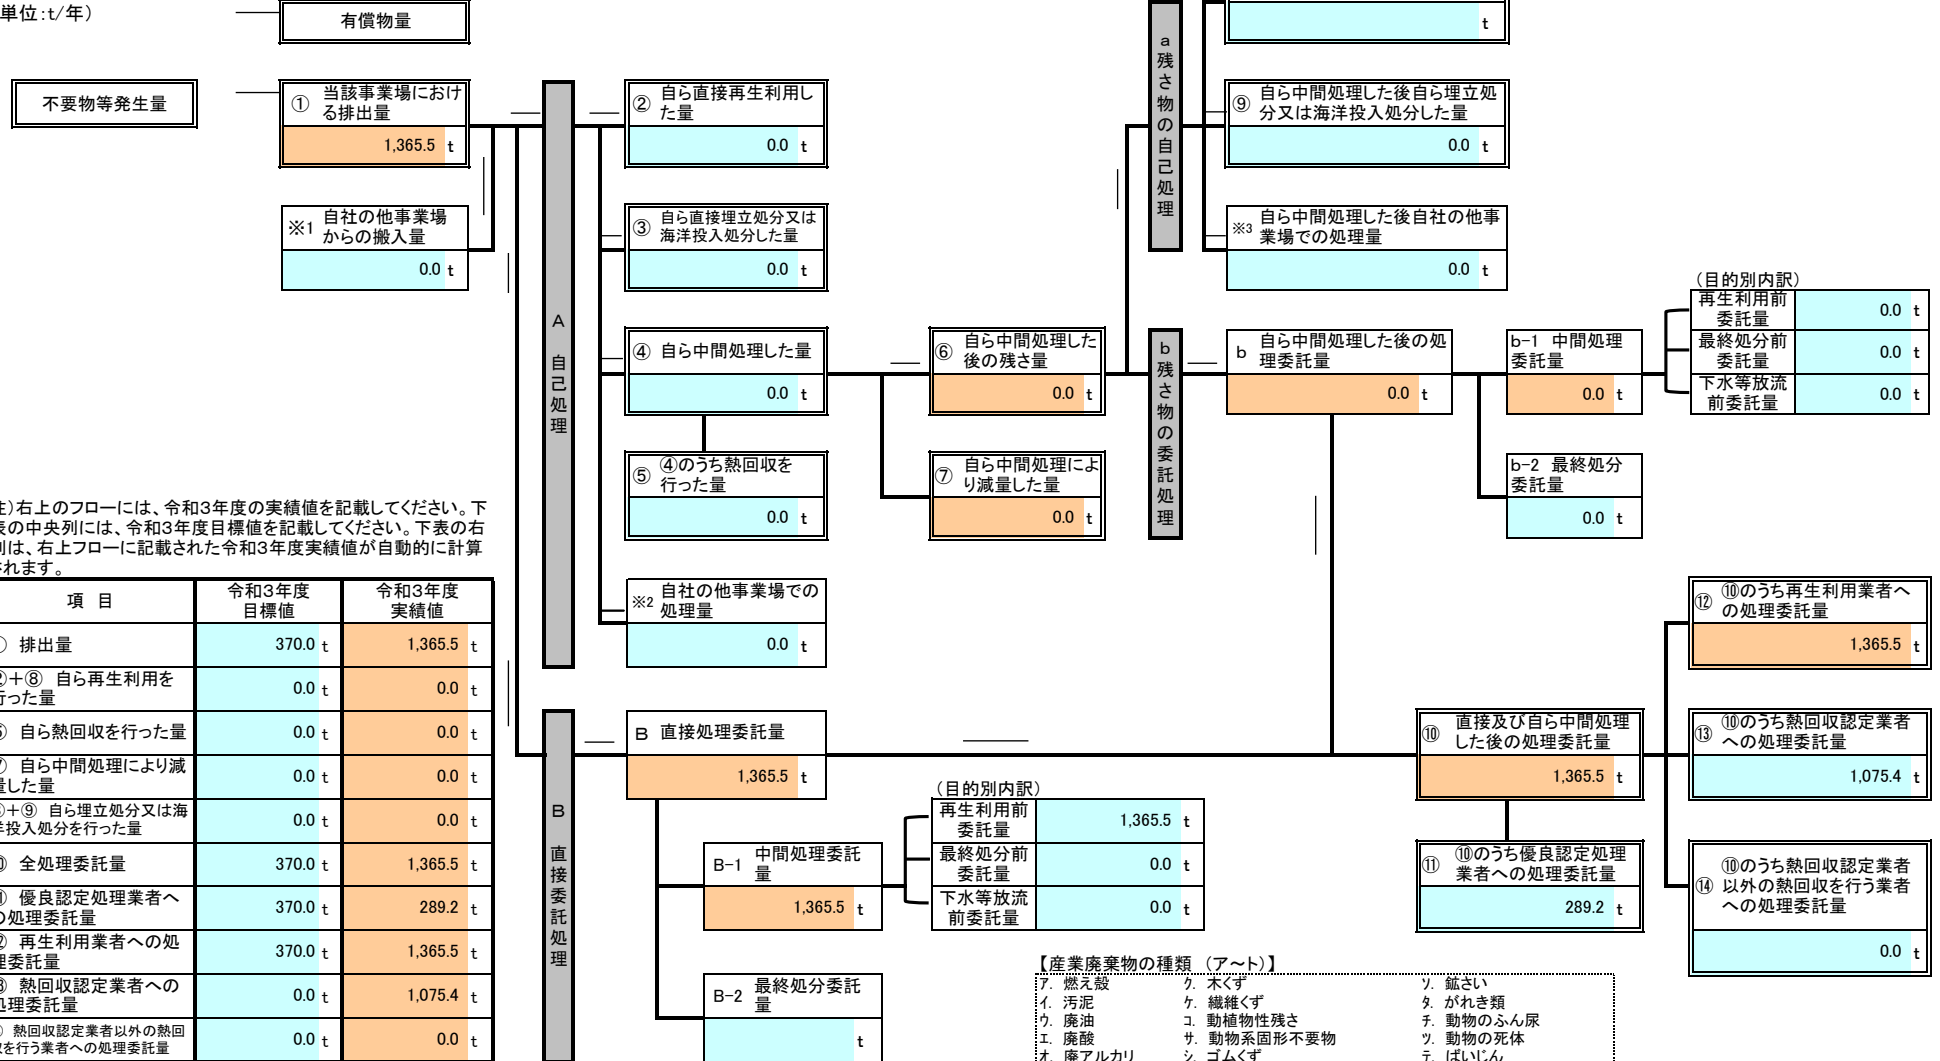 単位:t/年）
有償物量
t
不要物等発生量
① 当該事業場におけ
る排出量
1,365.5 t
※1 自社の他事業場
からの搬入量
0.0 t
A 自己処理
② 自ら直接再生利用し
た量
0.0 t
③ 自ら直接埋立処分又は
海洋投入処分した量
0.0 t
④ 自ら中間処理した量
0.0 t
⑤ ④のうち熱回収を
行った量
0.0 t
※2 自社の他事業場での
処理量
0.0 t
⑥ 自ら中間処理した
後の残さ量
0.0 t
⑦ 自ら中間処理によ
り減量した量
0.0 t
a 残さ物の自己処理
⑨ 自ら中間処理した後自ら埋立処
分又は海洋投入処分した量
0.0 t
※3 自ら中間処理した後自社の他事
業場での処理量
0.0 t
b 残さ物の委託処理
b 自ら中間処理した後の処
理委託量
0.0 t
b-1 中間処理
委託量
0.0 t
b-2 最終処分
委託量
0.0 t
（目的別内訳）
再生利用前
委託量 0.0 t
最終処分前
委託量 0.0 t
下水等放流
前委託量 0.0 t
)右上のフローには、令和3年度の実績値を記載してください。下
表の中央列には、令和3年度目標値を記載してください。下表の右
列は、右上フローに記載された令和3年度実績値が自動的に計算
されます。
項 目
令和3年度
目標値
令和3年度
実績値
排出量 370.0 t 1,365.5 t
②+⑧ 自ら再生利用を
行った量 0.0 t 0.0 t
自ら熱回収を行った量 0.0 t 0.0 t
自ら中間処理により減
量した量 0.0 t 0.0 t
+⑨ 自ら埋立処分又は海
洋投入処分を行った量 0.0 t 0.0 t
全処理委託量 370.0 t 1,365.5 t
優良認定処理業者へ
の処理委託量 370.0 t 289.2 t
再生利用業者への処
理委託量 370.0 t 1,365.5 t
熱回収認定業者への
処理委託量 0.0 t 1,075.4 t
熱回収認定業者以外の熱回
収を行う業者への処理委託量 0.0 t 0.0 t
B 直接委託処理
B 直接処理委託量
1,365.5 t
B-1 中間処理委託
量
1,365.5 t
B-2 最終処分委託
量
t
（目的別内訳）
再生利用前
委託量 1,365.5 t
最終処分前
委託量 0.0 t
下水等放流
前委託量 0.0 t
⑩ 直接及び自ら中間処理
した後の処理委託量
1,365.5 t
⑪ ⑩のうち優良認定処理
業者への処理委託量
289.2 t
⑫ ⑩のうち再生利用業者へ
の処理委託量
1,365.5 t
⑬ ⑩のうち熱回収認定業者
への処理委託量
1,075.4 t
⑭ ⑩のうち熱回収認定業者
以外の熱回収を行う業者
への処理委託量
0.0 t
【産業廃棄物の種類 （ア～ト）】
ア. 燃え殻 ク. 木くず ソ. 鉱さい
イ. 汚泥 ケ. 繊維くず タ. がれき類
ウ. 廃油 コ. 動植物性残さ チ. 動物のふん尿
エ. 廃酸 サ. 動物系固形不要物 ツ. 動物の死体
オ. 廃アルカリ シ. ゴムくず テ. ばいじん